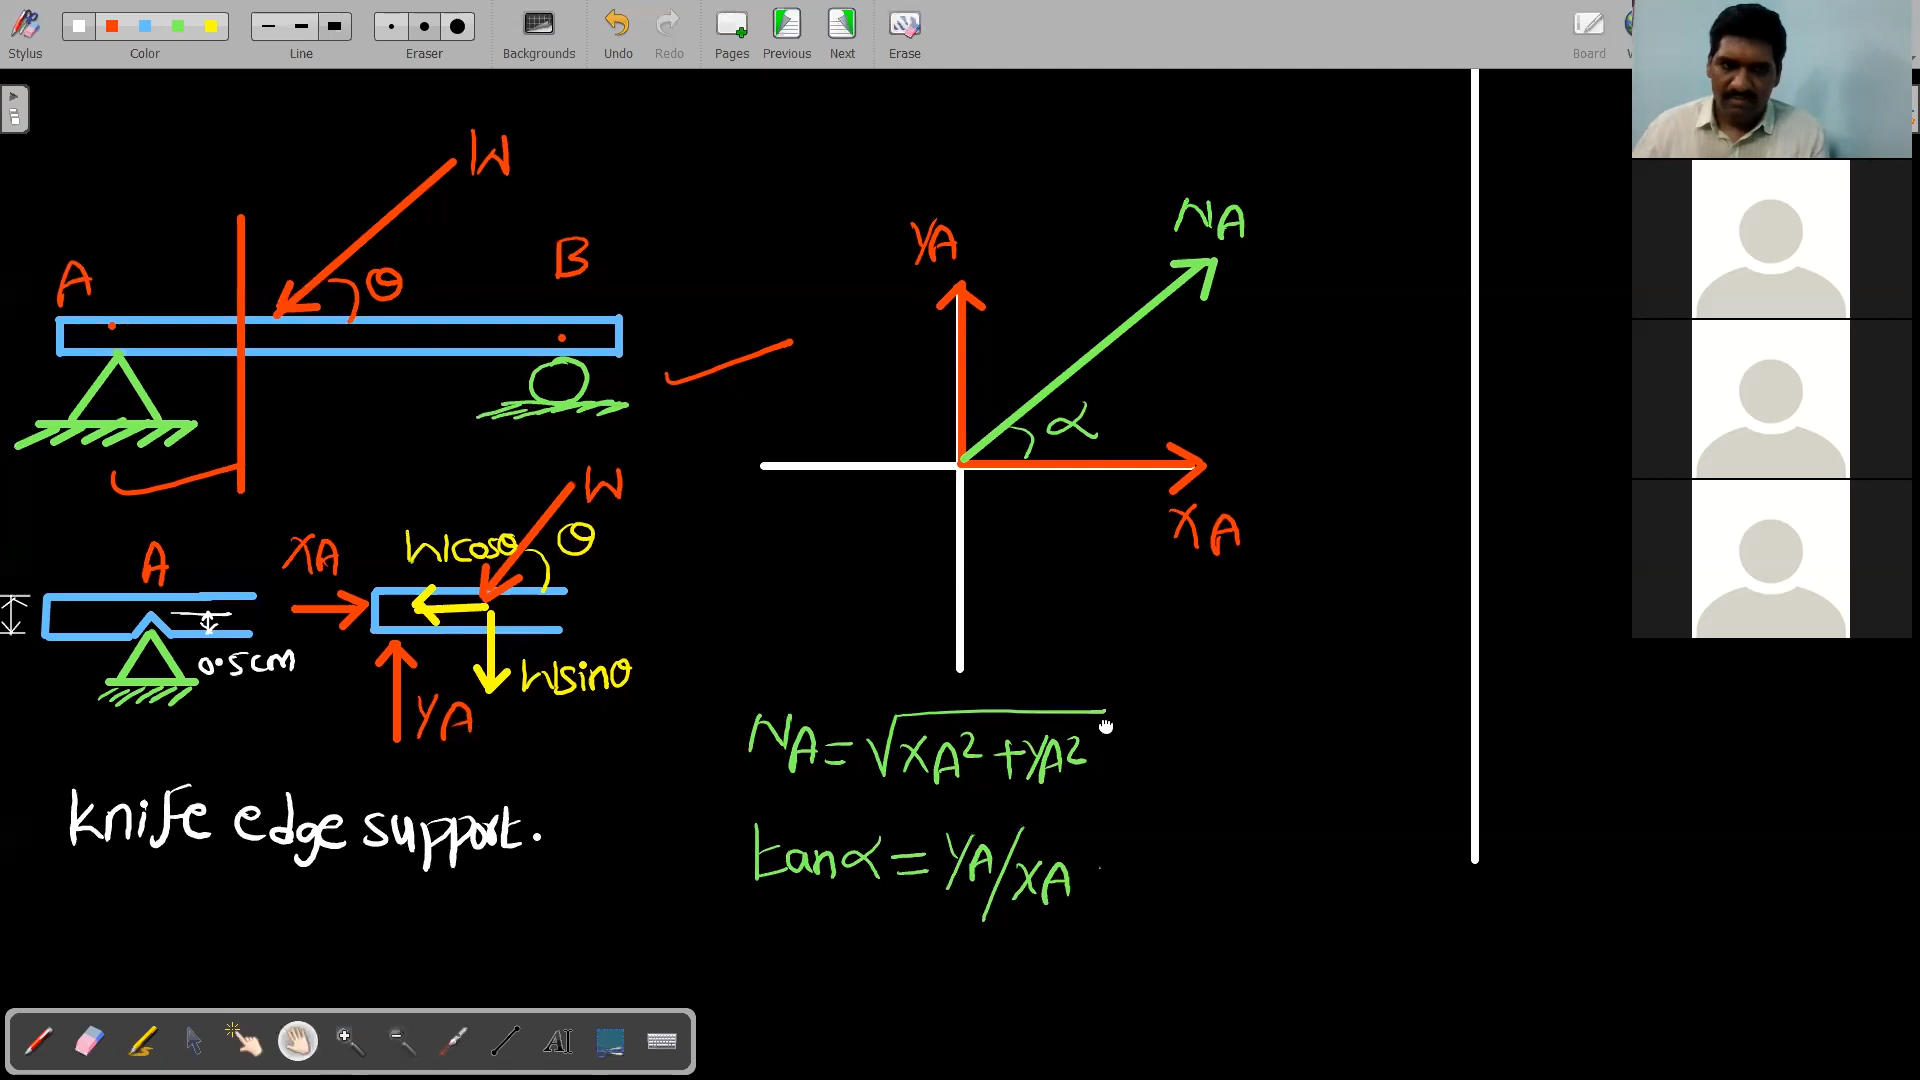 Stylus Color Line Eraser Backgrounds Undo Redo Pages Previous Next Erase Board
W
θ
A
B
YA
NA
α
XA
W
θ
Wcosθ
XA
A
0.5cm
Wsinθ
YA
NA = √XA² + YA²
knife edge support.
tanα = YA/XA
AI